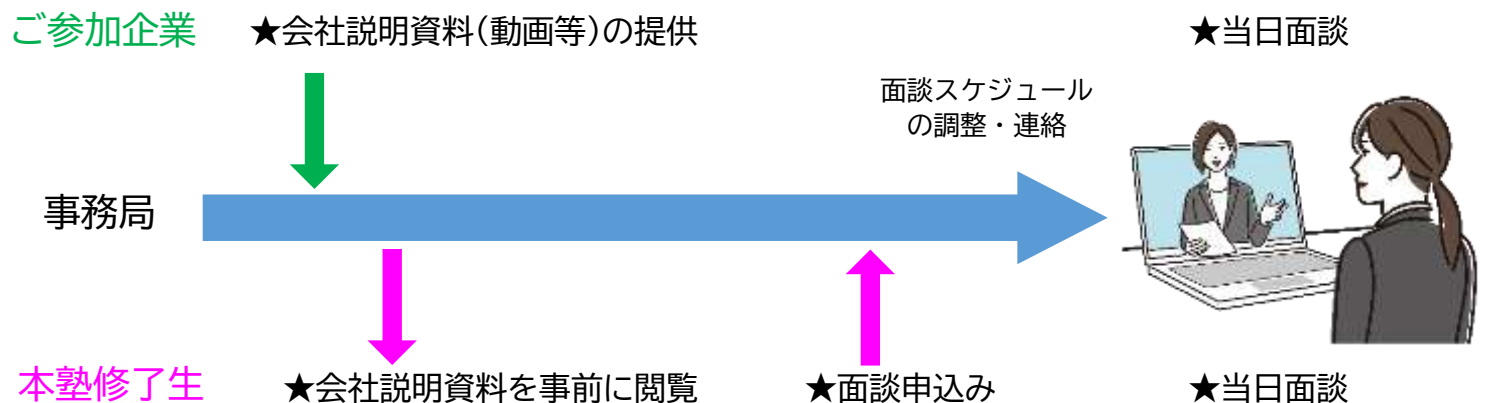 ご参加企業 ★会社説明資料(動画等)の提供 ★当日面談
面談スケジュール
の調整・連絡
事務局
本塾修了生 ★会社説明資料を事前に閲覧 ★面談申込み ★当日面談